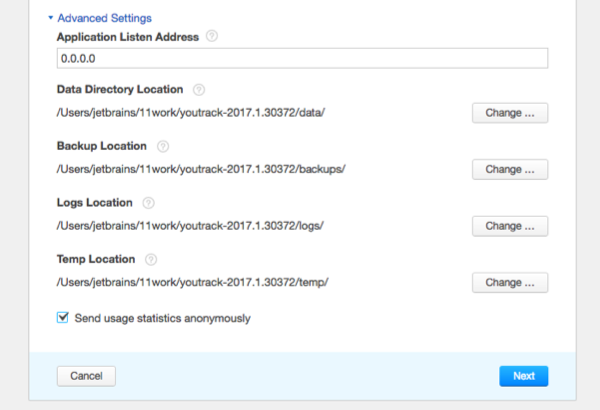 Advanced Settings
Application Listen Address ?
0.0.0.0
Data Directory Location ?
/Users/jetbrains/11work/youtrack-2017.1.30372/data/
Change ...
Backup Location ?
/Users/jetbrains/11work/youtrack-2017.1.30372/backups/
Change ...
Logs Location ?
/Users/jetbrains/11work/youtrack-2017.1.30372/logs/
Change ...
Temp Location ?
/Users/jetbrains/11work/youtrack-2017.1.30372/temp/
Change ...
Send usage statistics anonymously
Cancel
Next